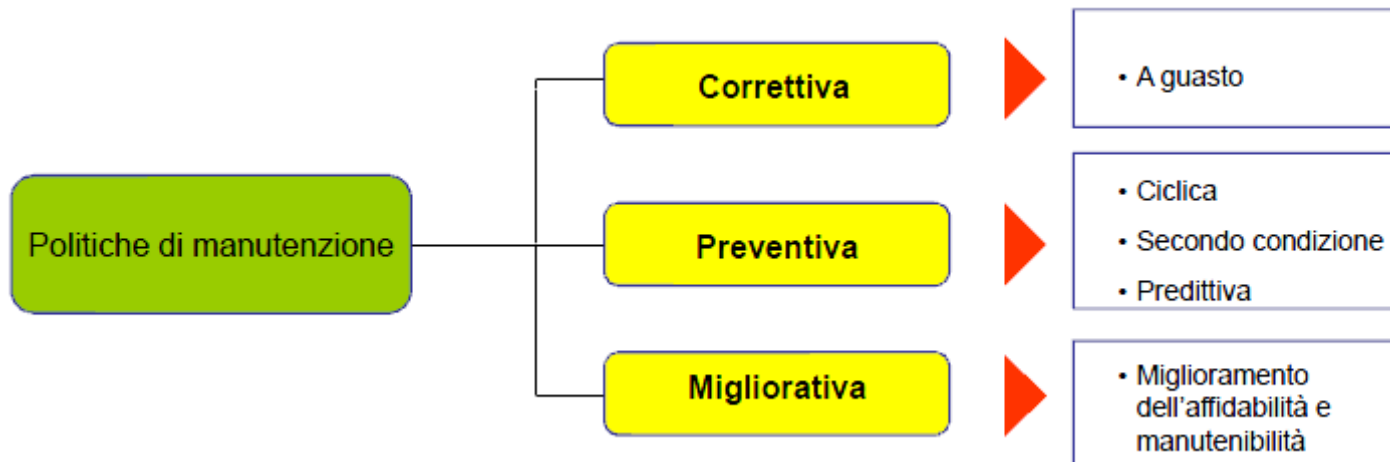 Politiche di manutenzione
Correttiva
• A guasto
Preventiva
• Ciclica
• Secondo condizione
• Predittiva
Migliorativa
• Miglioramento
dell'affidabilità e
manutenibilità